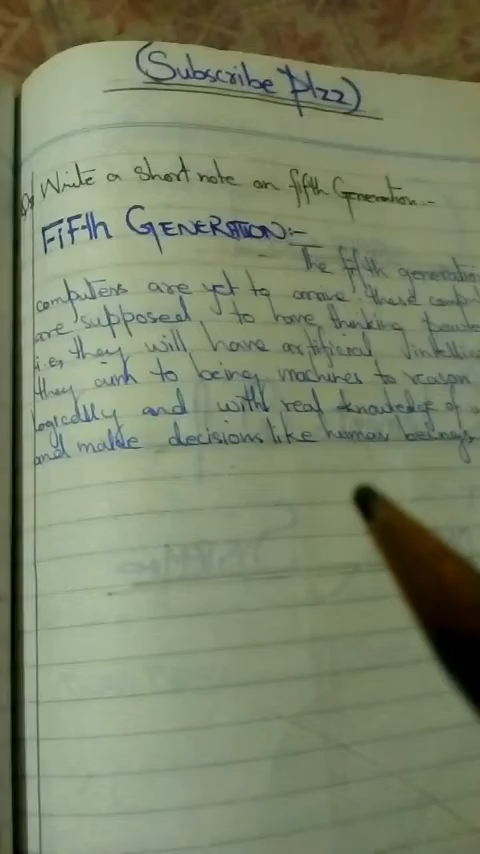 (Subscribe Plzz)
Write a Short note on fifth Generation:-
FIFth GENERATION:-
The fifth generation
computers are yet to arrive. these
are supposed to have thinking
i.e, they will have artificial
they aim to being machines to reason
logically and with real knowledge of
and make decisions like human beings